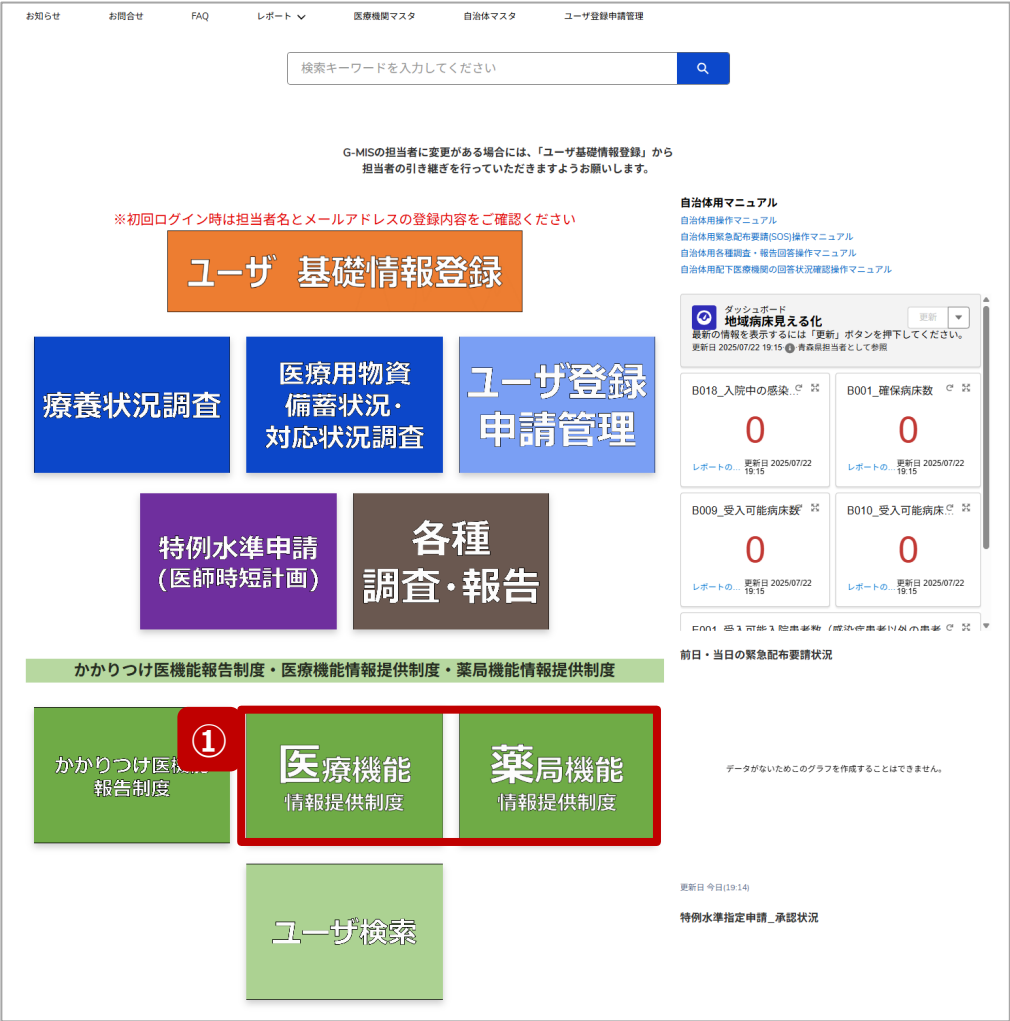 お知らせ
お問合せ
FAQ
レポート
医療機関マスタ
自治体マスタ
ユーザ登録申請管理
検索キーワードを入力してください
G-MISの担当者に変更がある場合には、「ユーザ基礎情報登録」から
担当者の引き継ぎを行っていただきますようお願いします。
※初回ログイン時は担当者名とメールアドレスの登録内容をご確認ください
ユーザ 基礎情報登録
療養状況調査
医療用物資
備蓄状況・
対応状況調査
ユーザ登録
申請管理
特例水準申請
(医師時短計画)
各種
調査・報告
かかりつけ医機能報告制度・医療機能情報提供制度・薬局機能情報提供制度
かかりつけ医機能
報告制度
①
医療機能
情報提供制度
薬局機能
情報提供制度
ユーザ検索
自治体用マニュアル
自治体用操作マニュアル
自治体用緊急配布要請(SOS)操作マニュアル
自治体用各種調査・報告回答操作マニュアル
自治体用配下医療機関の回答状況確認操作マニュアル
ダッシュボード
地域病床見える化
更新
最新の情報を表示するには「更新」ボタンを押下してください。
更新日 2025/07/22 19:15 青森県担当者として参照
B018_入院中の感染...
0
レポートの... 更新日 2025/07/22
19:15
B001_確保病床数
0
レポートの... 更新日 2025/07/22
19:15
B009_受入可能病床数
0
レポートの... 更新日 2025/07/22
19:15
B010_受入可能病床...
0
レポートの... 更新日 2025/07/22
19:15
E001_受入可能入院患者数（感染症患者以外の患者
前日・当日の緊急配布要請状況
データがないためこのグラフを作成することはできません。
更新日 今日(19:14)
特例水準指定申請_承認状況